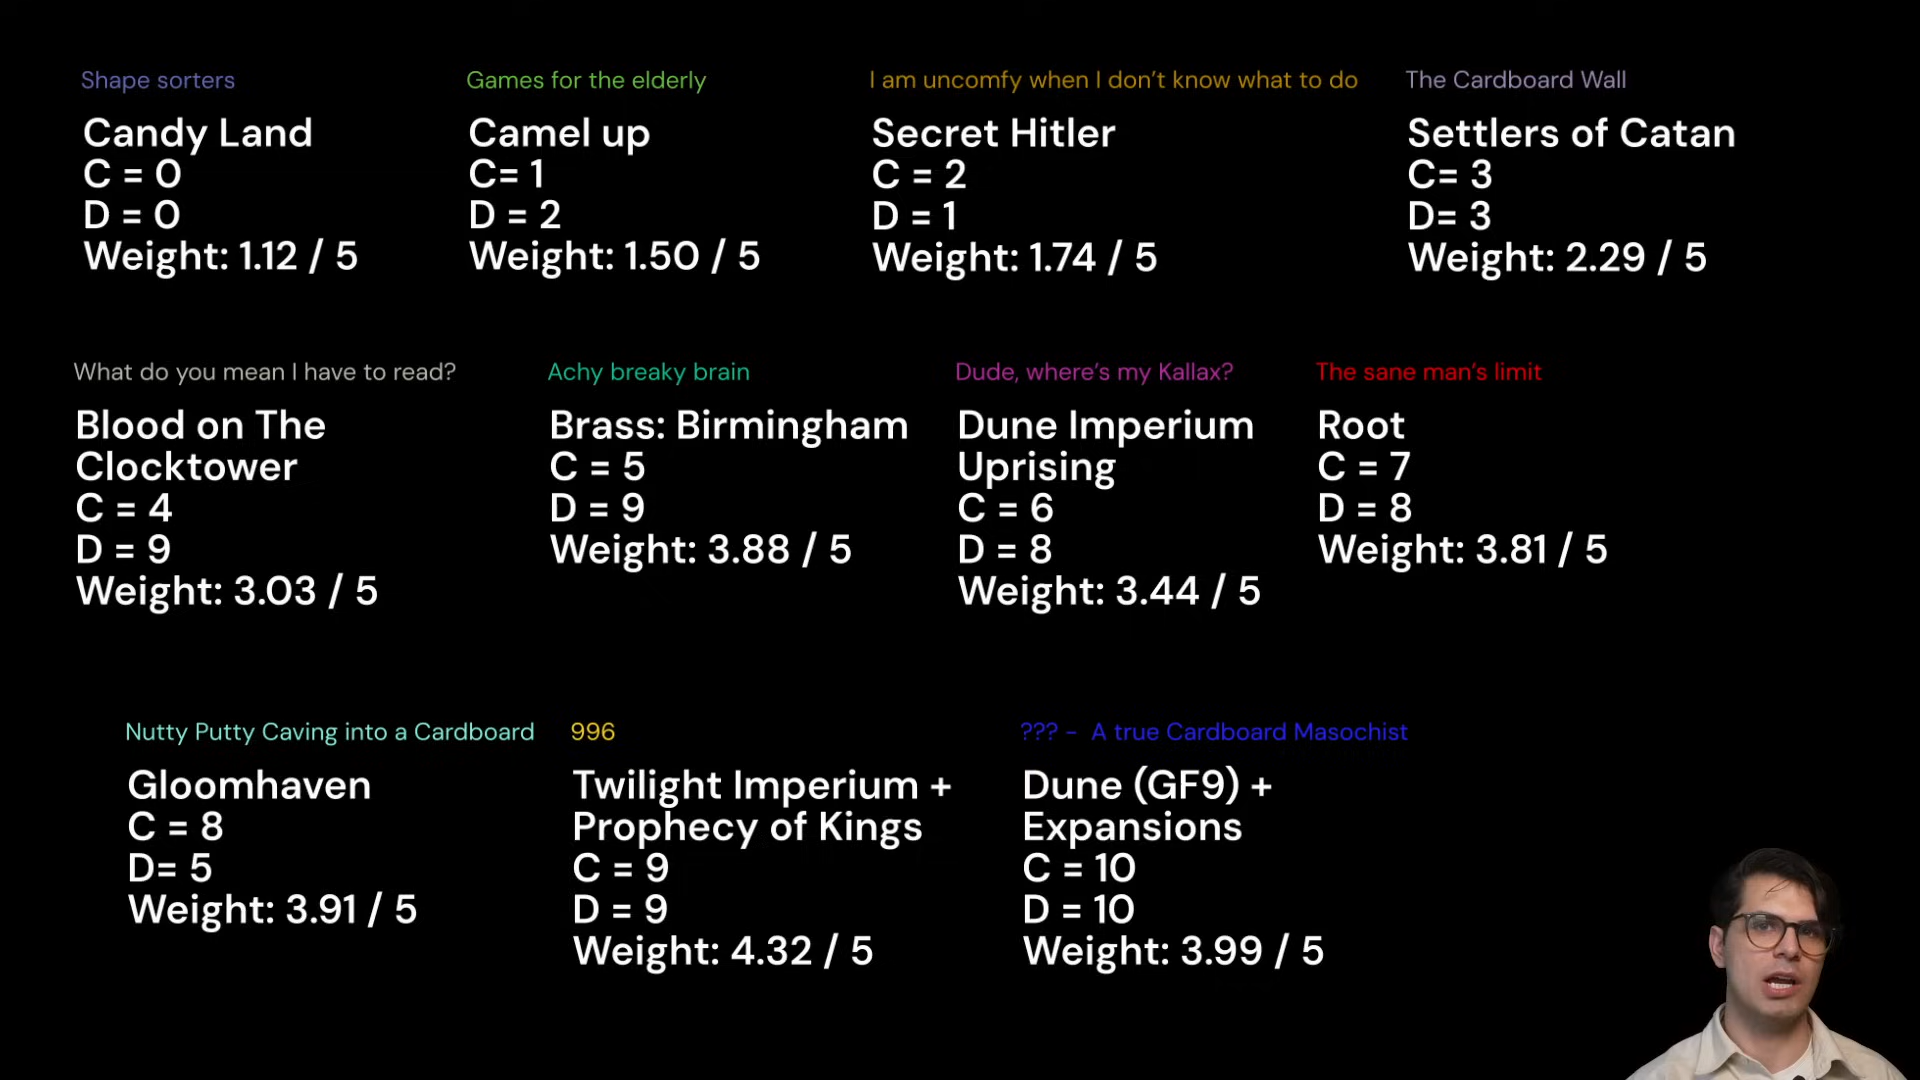 Shape sorters
Candy Land
C = 0
D = 0
Weight: 1.12 / 5
Games for the elderly
Camel up
C= 1
D = 2
Weight: 1.50 / 5
I am uncomfy when I don’t know what to do
Secret Hitler
C = 2
D = 1
Weight: 1.74 / 5
The Cardboard Wall
Settlers of Catan
C= 3
D= 3
Weight: 2.29 / 5
What do you mean I have to read?
Blood on The
Clocktower
C = 4
D = 9
Weight: 3.03 / 5
Achy breaky brain
Brass: Birmingham
C = 5
D = 9
Weight: 3.88 / 5
Dude, where’s my Kallax?
Dune Imperium
Uprising
C = 6
D = 8
Weight: 3.44 / 5
The sane man’s limit
Root
C = 7
D = 8
Weight: 3.81 / 5
Nutty Putty Caving into a Cardboard
Gloomhaven
C = 8
D= 5
Weight: 3.91 / 5
996
Twilight Imperium +
Prophecy of Kings
C = 9
D = 9
Weight: 4.32 / 5
??? - A true Cardboard Masochist
Dune (GF9) +
Expansions
C = 10
D = 10
Weight: 3.99 / 5